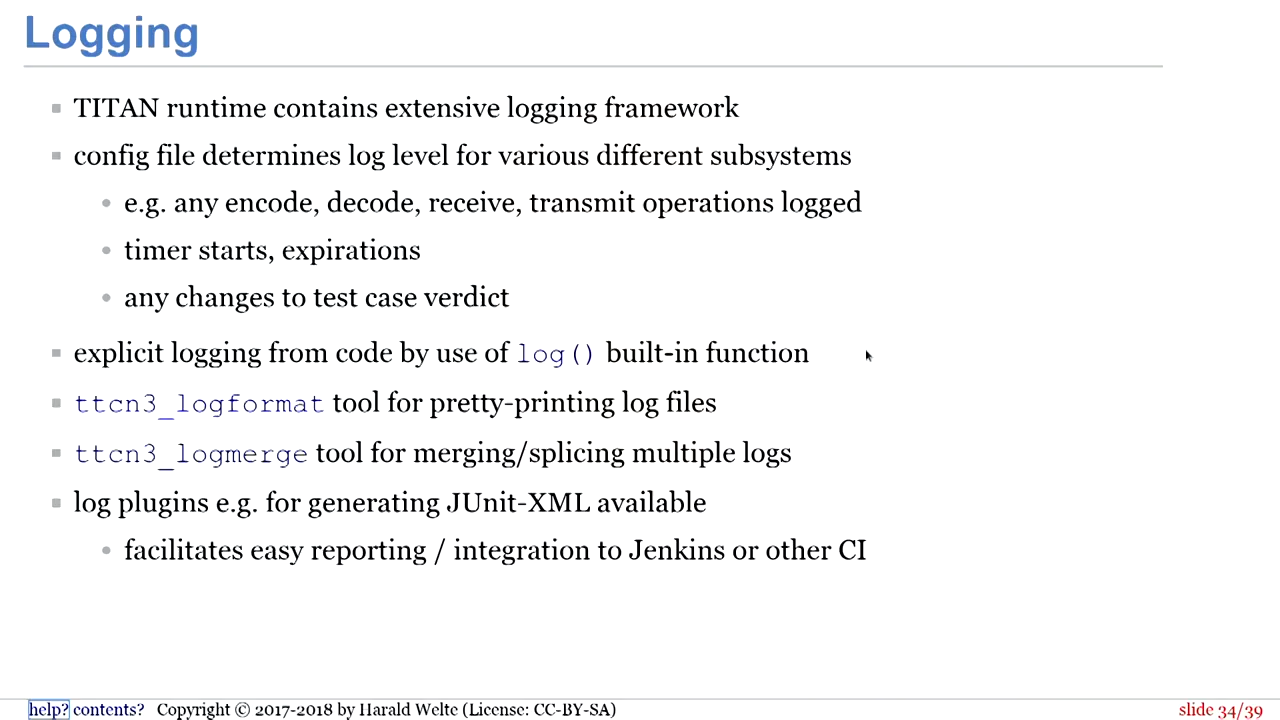 Logging
TITAN runtime contains extensive logging framework
config file determines log level for various different subsystems
e.g. any encode, decode, receive, transmit operations logged
timer starts, expirations
any changes to test case verdict
explicit logging from code by use of log() built-in function
ttcn3_logformat tool for pretty-printing log files
ttcn3_logmerge tool for merging/splicing multiple logs
log plugins e.g. for generating JUnit-XML available
facilitates easy reporting / integration to Jenkins or other CI
help? contents? Copyright © 2017-2018 by Harald Welte (License: CC-BY-SA) slide 34/39